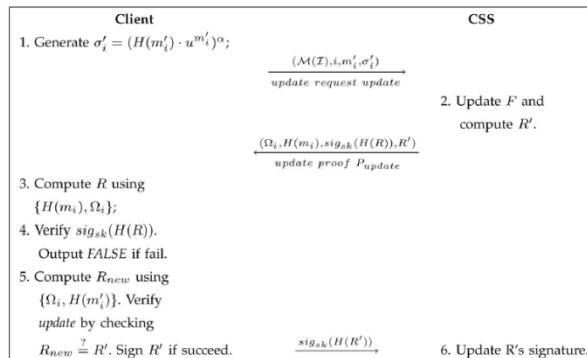 Client CSS
1. Generate σ′ᵢ = (H(m′ᵢ) · u^{m′ᵢ})^α;
(𝓜(𝓘),i,m′ᵢ,σ′ᵢ)
update request update
2. Update F and
compute R′.
(Ωᵢ,H(mᵢ),sig_{sk}(H(R)),R′)
update proof P_{update}
3. Compute R using
{H(mᵢ), Ωᵢ};
4. Verify sig_{sk}(H(R)).
Output FALSE if fail.
5. Compute R_{new} using
{Ωᵢ, H(m′ᵢ)}. Verify
update by checking
R_{new} ≟ R′. Sign R′ if succeed. sig_{sk}(H(R′)) 6. Update R's signature.